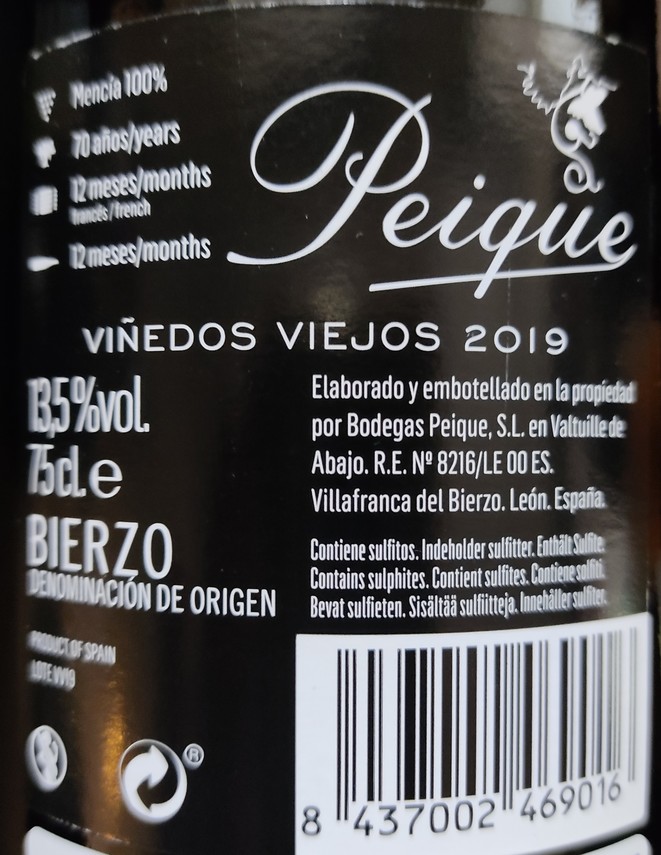 Mencía 100%
70 años/years
12 meses/months
francés/french
12 meses/months
Peique
VIÑEDOS VIEJOS 2019
13,5%vol.
75cl.e
BIERZO
DENOMINACIÓN DE ORIGEN
PRODUCT OF SPAIN
LOTE VV19
Elaborado y embotellado en la propiedad
por Bodegas Peique, S.L. en Valtuille de
Abajo. R.E. Nº 8216/LE 00 ES.
Villafranca del Bierzo. León. España.
Contiene sulfitos. Indeholder sulfitter. Enthält Sulfite.
Contains sulphites. Contient sulfites. Contiene solfiti.
Bevat sulfieten. Sisältää sulfiitteja. Innehåller sulfiter.
®
8 437002 469016